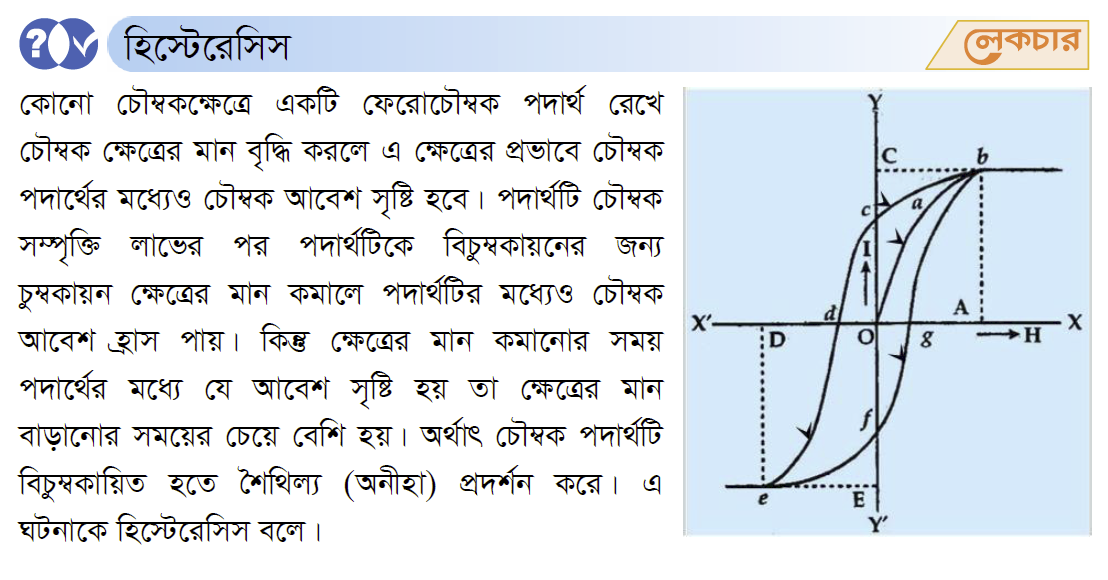 হিস্টেরেসিস
লেকচার
কোনো চৌম্বকক্ষেত্রে একটি ফেরোচৌম্বক পদার্থ রেখে
চৌম্বক ক্ষেত্রের মান বৃদ্ধি করলে এ ক্ষেত্রের প্রভাবে চৌম্বক
পদার্থের মধ্যেও চৌম্বক আবেশ সৃষ্টি হবে। পদার্থটি চৌম্বক
সম্পৃক্তি লাভের পর পদার্থটিকে বিচুম্বকায়নের জন্য
চুম্বকায়ন ক্ষেত্রের মান কমালে পদার্থটির মধ্যেও চৌম্বক
আবেশ হ্রাস পায়। কিন্তু ক্ষেত্রের মান কমানোর সময়
পদার্থের মধ্যে যে আবেশ সৃষ্টি হয় তা ক্ষেত্রের মান
বাড়ানোর সময়ের চেয়ে বেশি হয়। অর্থাৎ চৌম্বক পদার্থটি
বিচুম্বকায়িত হতে শৈথিল্য (অনীহা) প্রদর্শন করে। এ
ঘটনাকে হিস্টেরেসিস বলে।
Y
C b
c a
I
X' d A X
D O g H
f
e E
Y'